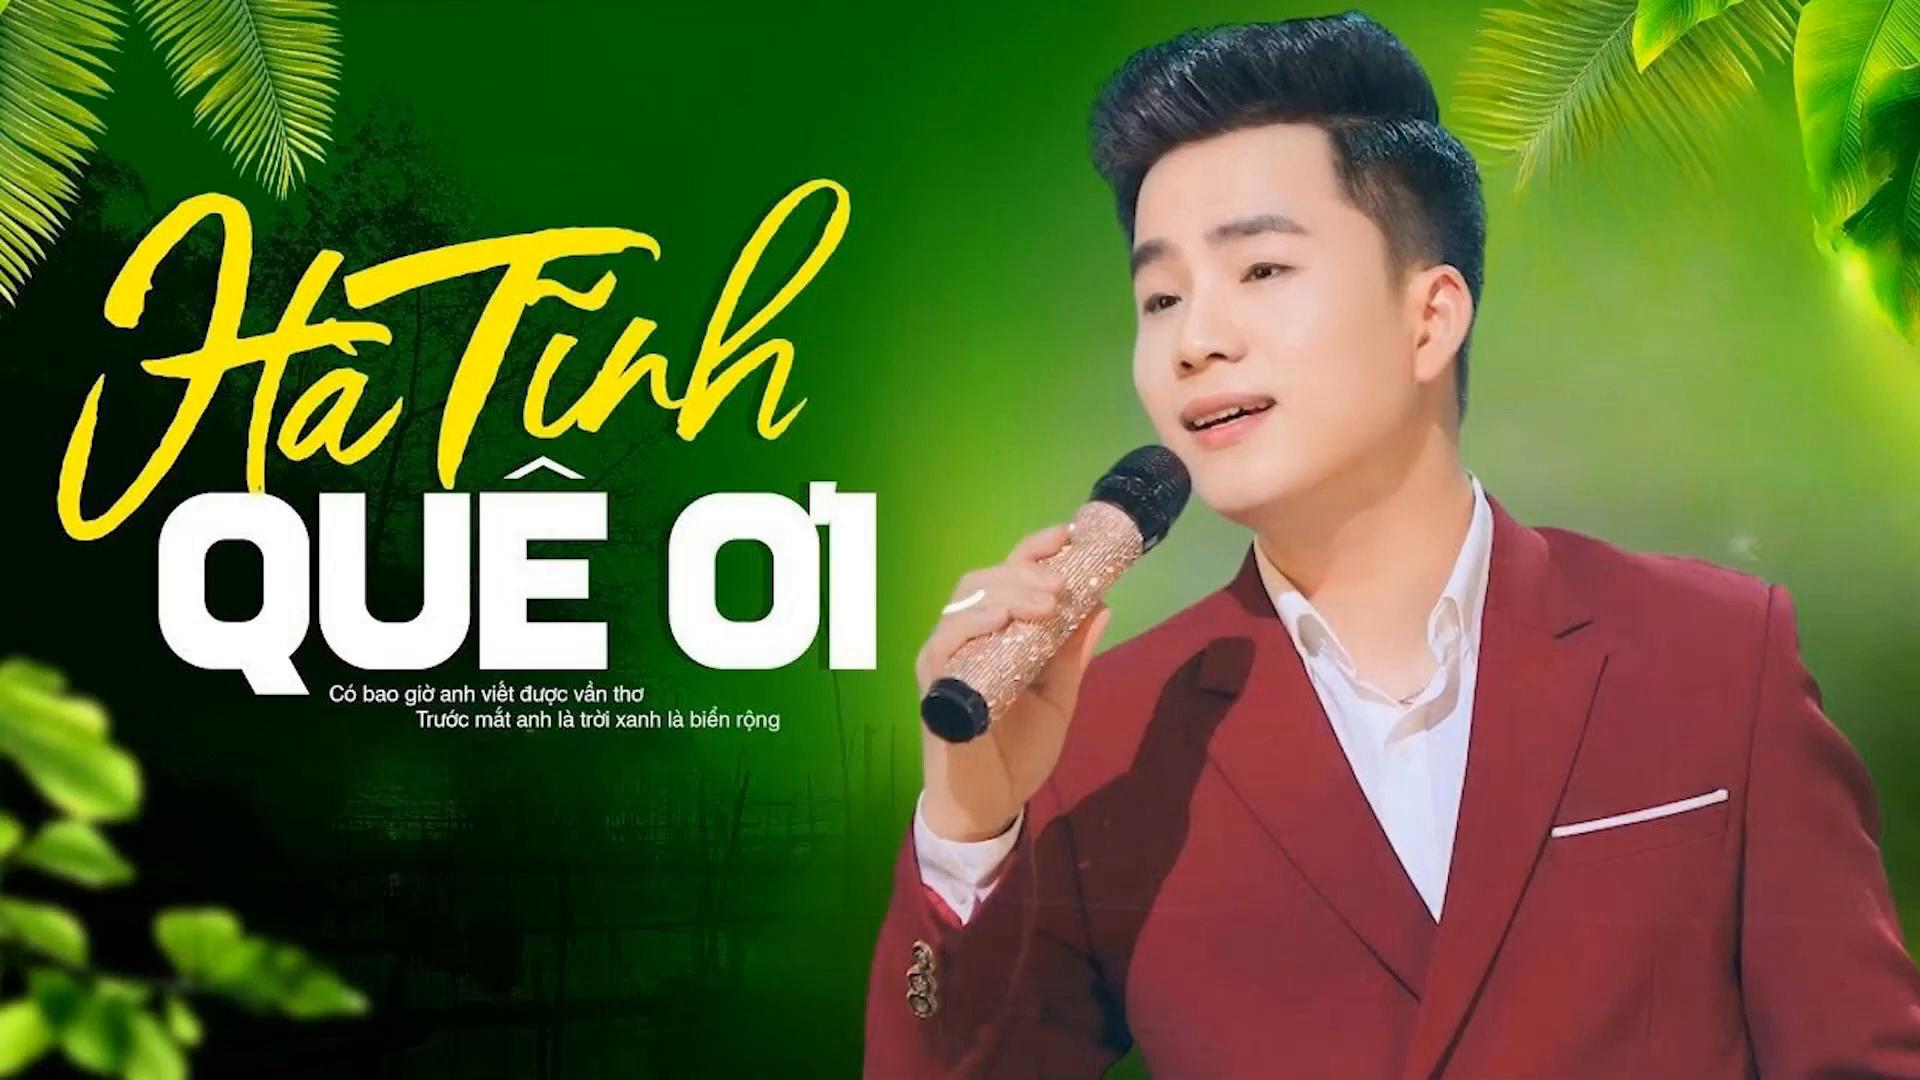 Hà Tĩnh
QUÊ ƠI
Có bao giờ anh viết được vần thơ
Trước mắt anh là trời xanh là biển rộng